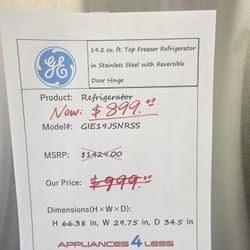 GE
19.2 cu. ft. Top Freezer Refrigerator
in Stainless Steel with Reversible
Door Hinge
Product: Refrigerator
Now: $899.00
Model#: GIE19JSNRSS
MSRP: $1429.00
Our Price: $999.00
Dimensions(H×W×D):
H 66.38 in, W 29.75 in, D 34.5 in
APPLIANCES 4 LESS